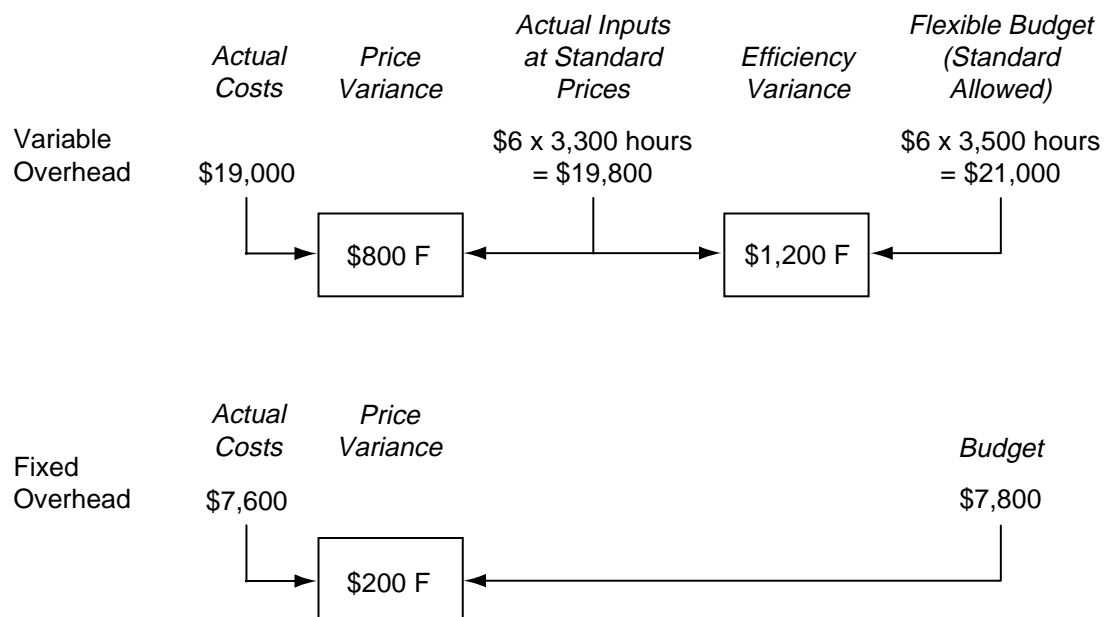 Actual
Costs
Price
Variance
Actual Inputs
at Standard
Prices
Efficiency
Variance
Flexible Budget
(Standard
Allowed)
Variable
Overhead
$19,000
$6 x 3,300 hours
= $19,800
$6 x 3,500 hours
= $21,000
$800 F
$1,200 F
Actual
Costs
Price
Variance
Budget
Fixed
Overhead
$7,600
$7,800
$200 F